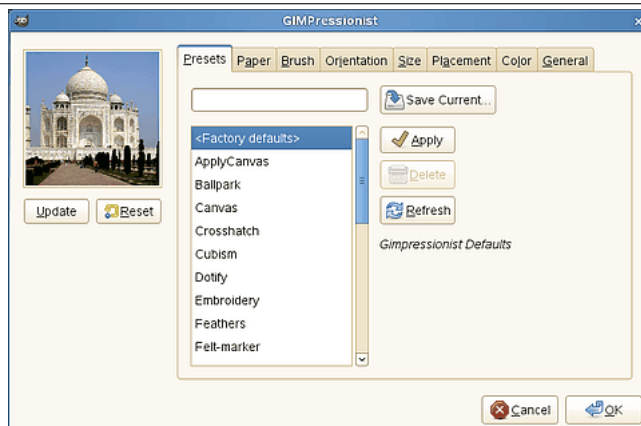 GIMPressionist
Presets Paper Brush Orientation Size Placement Color General
Save Current...
<Factory defaults>
Apply
ApplyCanvas
Ballpark
Delete
Canvas
Update
Reset
Refresh
Crosshatch
Gimpressionist Defaults
Cubism
Dotify
Embroidery
Feathers
Felt-marker
Cancel
OK